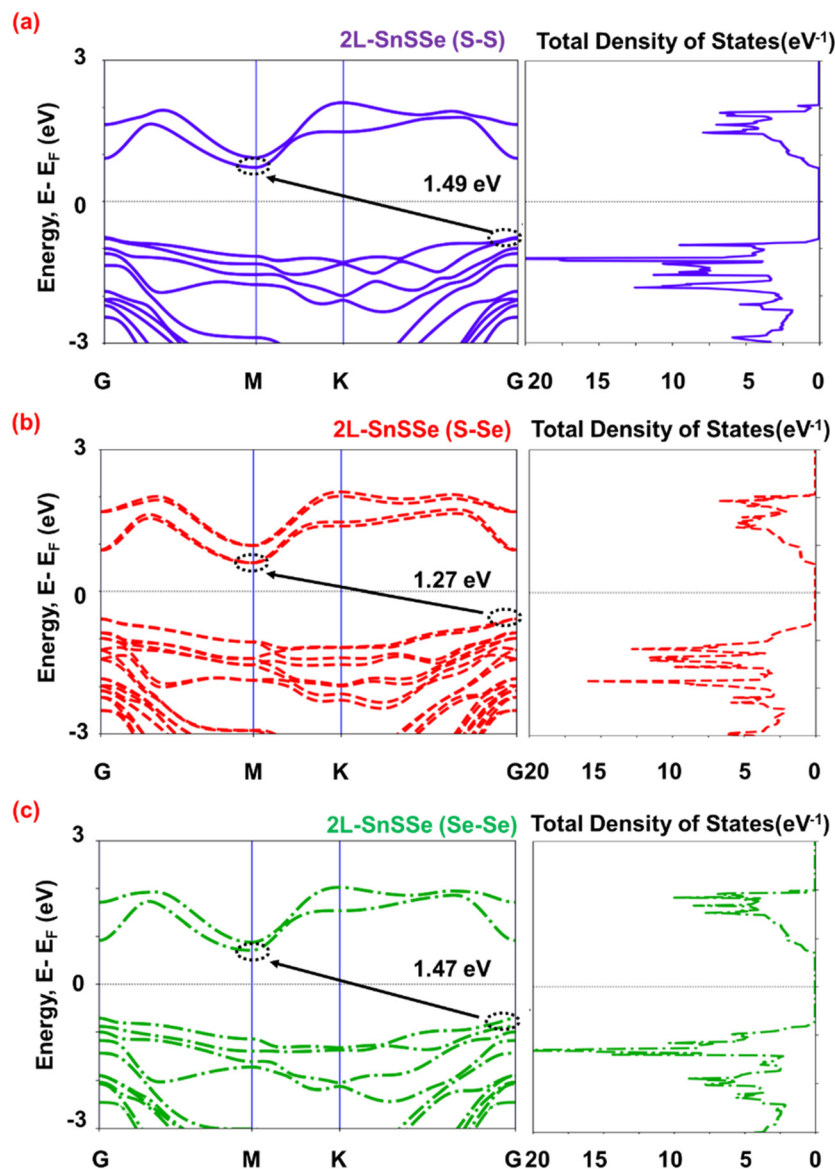 (a)
2L-SnSSe (S-S) Total Density of States(eV-1)
3
Energy, E- EF (eV)
0
1.49 eV
-3
G M K G 20 15 10 5 0
(b)
2L-SnSSe (S-Se) Total Density of States(eV-1)
3
Energy, E- EF (eV)
0
1.27 eV
-3
G M K G 20 15 10 5 0
(c)
2L-SnSSe (Se-Se) Total Density of States(eV-1)
3
Energy, E- EF (eV)
1.47 eV
0
-3
G M K G 20 15 10 5 0